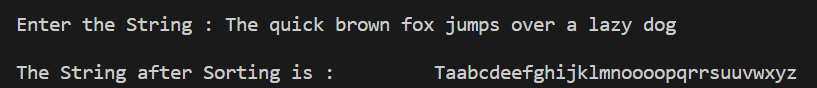 Enter the String : The quick brown fox jumps over a lazy dog
The String after Sorting is :         Taabcdeefghijklmnoooopqrrsuuvwxyz